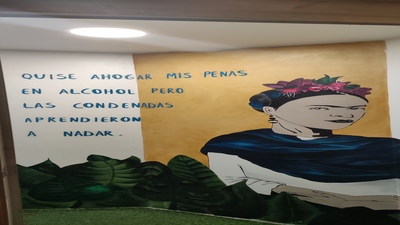 QUISE AHOGAR MIS PENAS
EN ALCOHOL PERO
LAS CONDENADAS
APRENDIERON
A NADAR.